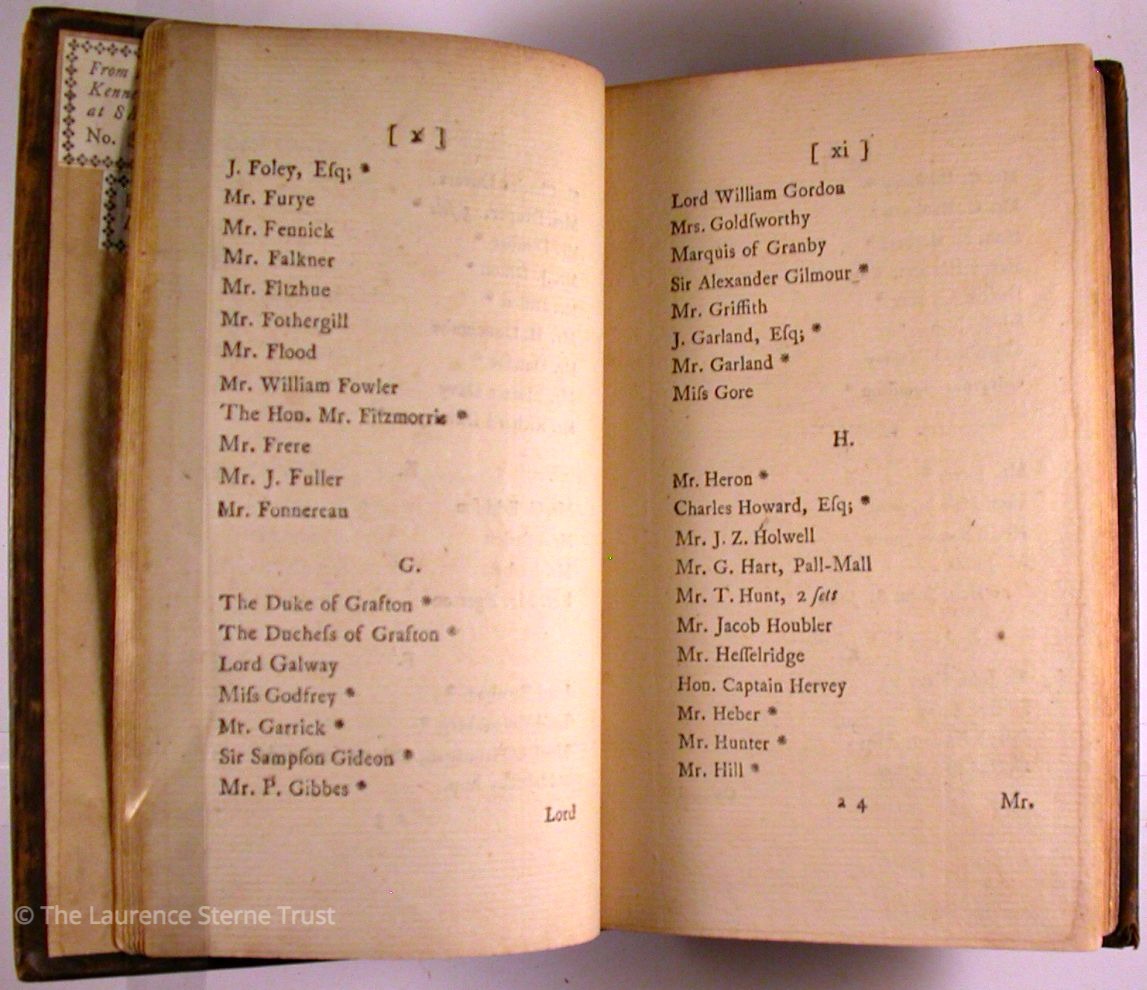 From
Kenne
at S
No.
[ x ]
J. Foley, Eſq; *
Mr. Furye
Mr. Fennick
Mr. Falkner
Mr. Fitzhue
Mr. Fothergill
Mr. Flood
Mr. William Fowler
The Hon. Mr. Fitzmorris *
Mr. Frere
Mr. J. Fuller
Mr. Fonnereau
G.
The Duke of Grafton *
The Ducheſs of Grafton *
Lord Galway
Miſs Godfrey *
Mr. Garrick *
Sir Sampſon Gideon *
Mr. P. Gibbes *
Lord
[ xi ]
Lord William Gordon
Mrs. Goldſworthy
Marquis of Granby
Sir Alexander Gilmour *
Mr. Griffith
J. Garland, Eſq; *
Mr. Garland *
Miſs Gore
H.
Mr. Heron *
Charles Howard, Eſq; *
Mr. J. Z. Holwell
Mr. G. Hart, Pall-Mall
Mr. T. Hunt, 2 ſets
Mr. Jacob Houbler
Mr. Heſſelridge
Hon. Captain Hervey
Mr. Heber *
Mr. Hunter *
Mr. Hill *
a 4 Mr.
© The Laurence Sterne Trust